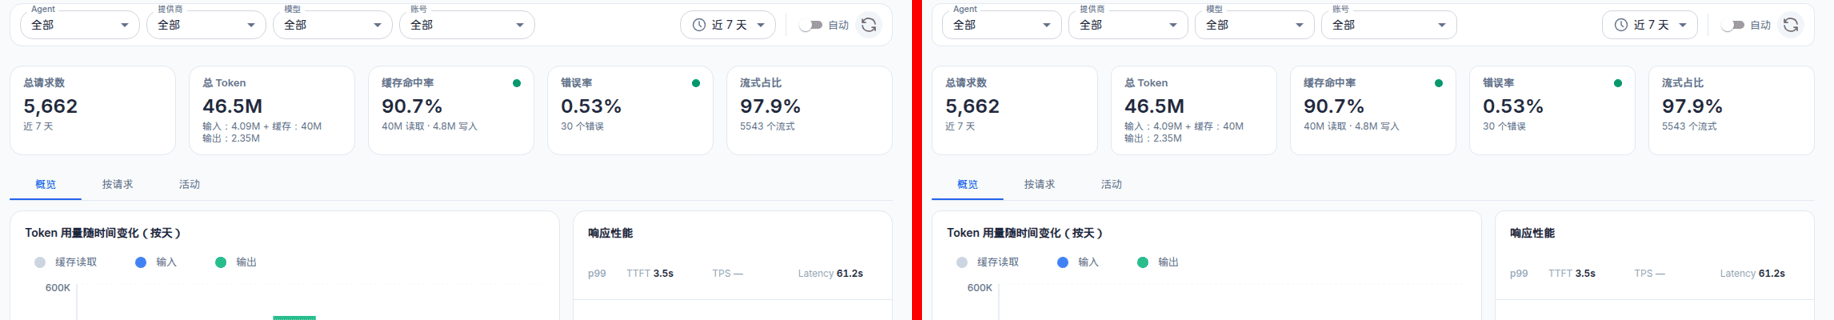 Agent 提供商 模型 账号
全部 全部 全部 全部 近 7 天 自动
总请求数 总 Token 缓存命中率 错误率 流式占比
5,662 46.5M 90.7% 0.53% 97.9%
近 7 天 输入：4.09M + 缓存：40M 40M 读取 · 4.8M 写入 30 个错误 5543 个流式
输出：2.35M
概览 按请求 活动
Token 用量随时间变化（按天） 响应性能
缓存读取 输入 输出
p99 TTFT 3.5s TPS — Latency 61.2s
600K
Agent 提供商 模型 账号
全部 全部 全部 全部 近 7 天 自动
总请求数 总 Token 缓存命中率 错误率 流式占比
5,662 46.5M 90.7% 0.53% 97.9%
近 7 天 输入：4.09M + 缓存：40M 40M 读取 · 4.8M 写入 30 个错误 5543 个流式
输出：2.35M
概览 按请求 活动
Token 用量随时间变化（按天） 响应性能
缓存读取 输入 输出
p99 TTFT 3.5s TPS — Latency 61.2s
600K